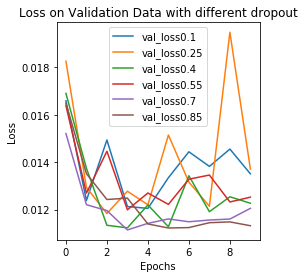 Loss on Validation Data with different dropout
val_loss0.1
val_loss0.25
val_loss0.4
val_loss0.55
val_loss0.7
val_loss0.85
0.018
0.016
0.014
0.012
Loss
0 2 4 6 8
Epochs